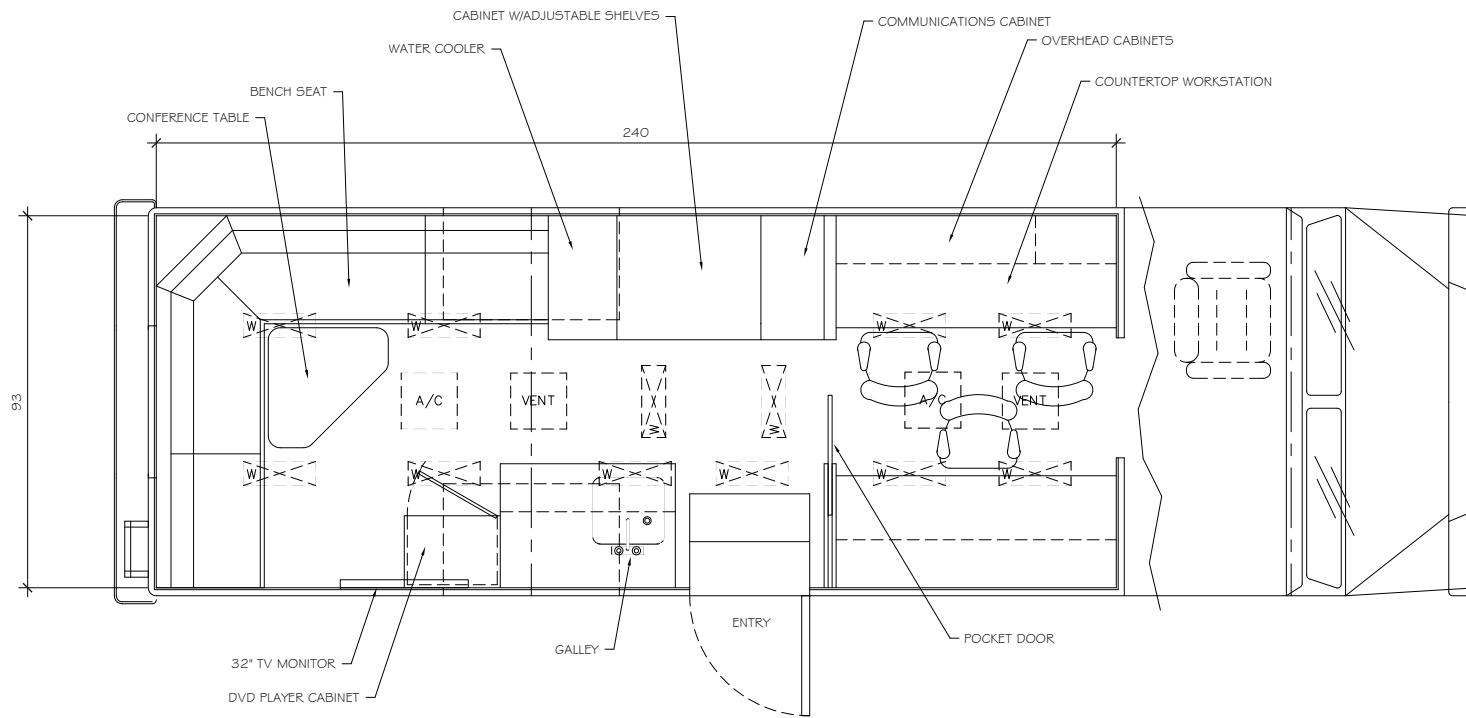 CABINET W/ADJUSTABLE SHELVES
COMMUNICATIONS CABINET
WATER COOLER
OVERHEAD CABINETS
BENCH SEAT
COUNTERTOP WORKSTATION
CONFERENCE TABLE
240
W
W
W
W
93
A/C
VENT
W
W
A/C
VENT
W
W
W
W
W
W
ENTRY
GALLEY
POCKET DOOR
32" TV MONITOR
DVD PLAYER CABINET